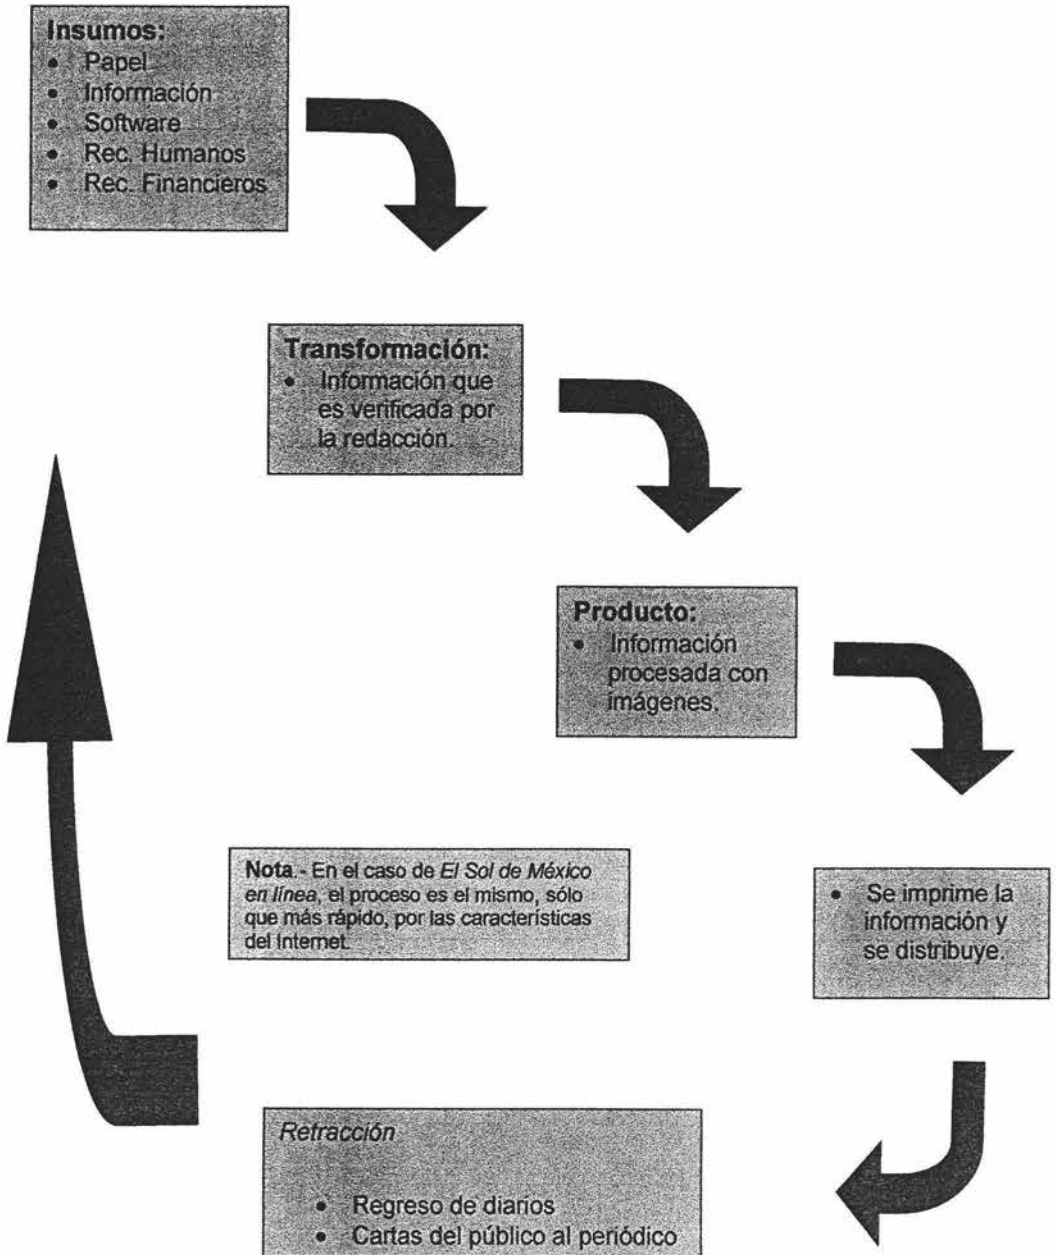 Insumos:
• Papel
• Información
• Software
• Rec. Humanos
• Rec. Financieros
Transformación:
• Información que
es verificada por
la redacción.
Producto:
• Información
procesada con
imágenes.
• Se imprime la
información y
se distribuye.
Nota.- En el caso de El Sol de México
en línea, el proceso es el mismo, sólo
que más rápido, por las características
del Internet.
Retracción
• Regreso de diarios
• Cartas del público al periódico